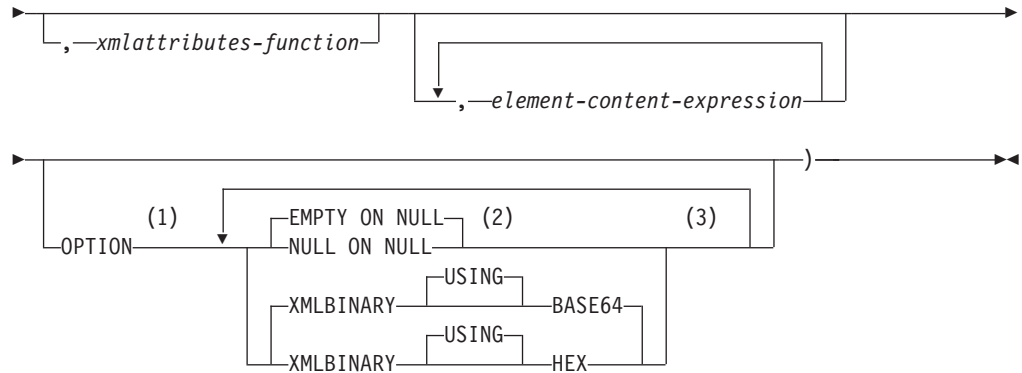 , xmlattributes-function
, element-content-expression
)
OPTION (1) EMPTY ON NULL (2) (3)
NULL ON NULL
USING
XMLBINARY BASE64
USING
XMLBINARY HEX